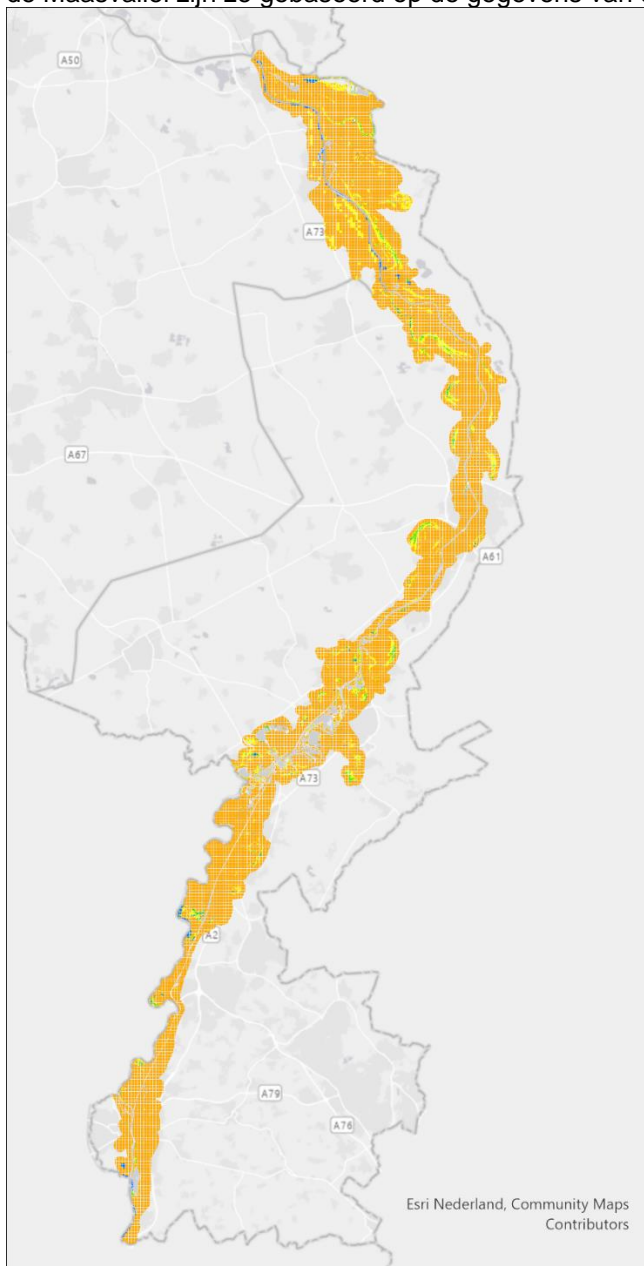 de Maasvallei zijn ze gebaseerd op de gegevens van
A50
A73
A67
A61
A73
A2
A79
A76
Esri Nederland, Community Maps
Contributors